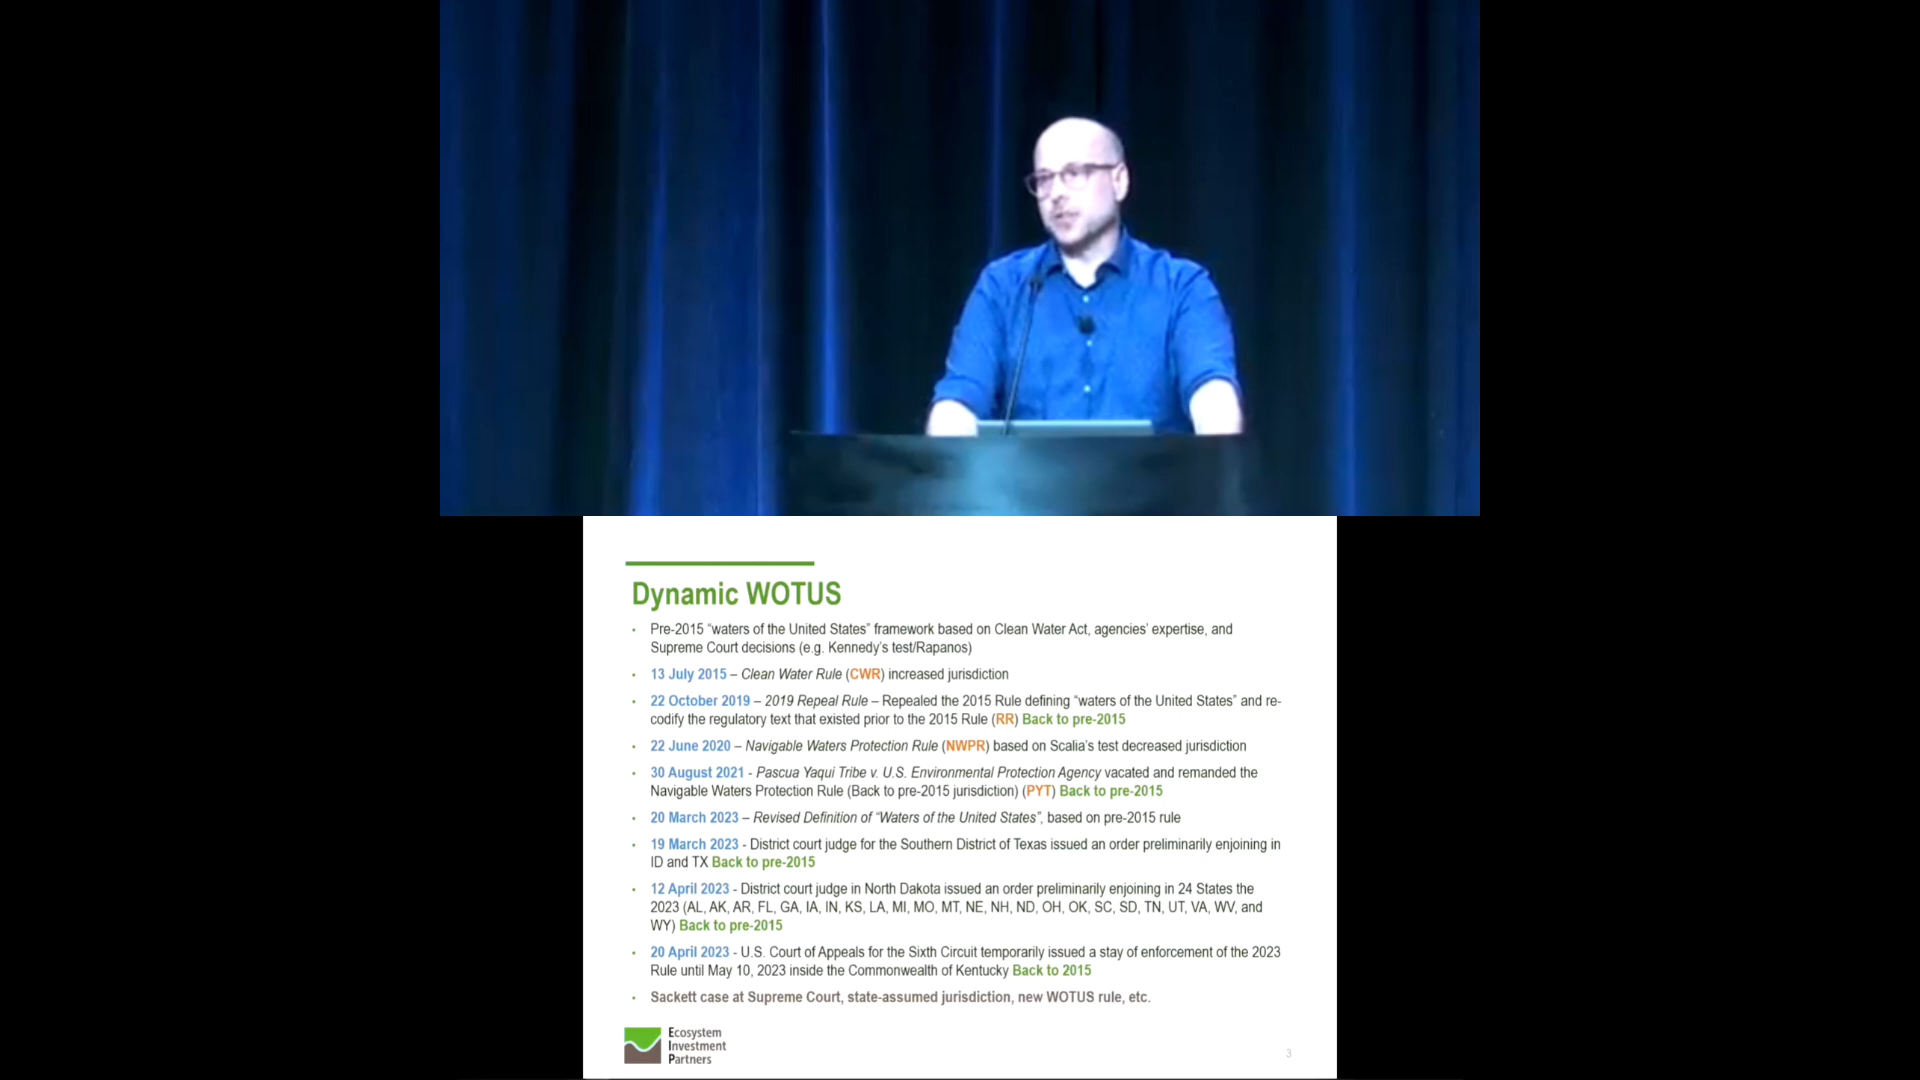 Dynamic WOTUS
• Pre-2015 “waters of the United States” framework based on Clean Water Act, agencies’ expertise, and
Supreme Court decisions (e.g. Kennedy’s test/Rapanos)
• 13 July 2015 – Clean Water Rule (CWR) increased jurisdiction
• 22 October 2019 – 2019 Repeal Rule – Repealed the 2015 Rule defining “waters of the United States” and re-
codify the regulatory text that existed prior to the 2015 Rule (RR) Back to pre-2015
• 22 June 2020 – Navigable Waters Protection Rule (NWPR) based on Scalia’s test decreased jurisdiction
• 30 August 2021 - Pascua Yaqui Tribe v. U.S. Environmental Protection Agency vacated and remanded the
Navigable Waters Protection Rule (Back to pre-2015 jurisdiction) (PYT) Back to pre-2015
• 20 March 2023 – Revised Definition of “Waters of the United States”, based on pre-2015 rule
• 19 March 2023 - District court judge for the Southern District of Texas issued an order preliminarily enjoining in
ID and TX Back to pre-2015
• 12 April 2023 - District court judge in North Dakota issued an order preliminarily enjoining in 24 States the
2023 (AL, AK, AR, FL, GA, IA, IN, KS, LA, MI, MO, MT, NE, NH, ND, OH, OK, SC, SD, TN, UT, VA, WV, and
WY) Back to pre-2015
• 20 April 2023 - U.S. Court of Appeals for the Sixth Circuit temporarily issued a stay of enforcement of the 2023
Rule until May 10, 2023 inside the Commonwealth of Kentucky Back to 2015
• Sackett case at Supreme Court, state-assumed jurisdiction, new WOTUS rule, etc.
Ecosystem
Investment
Partners
3